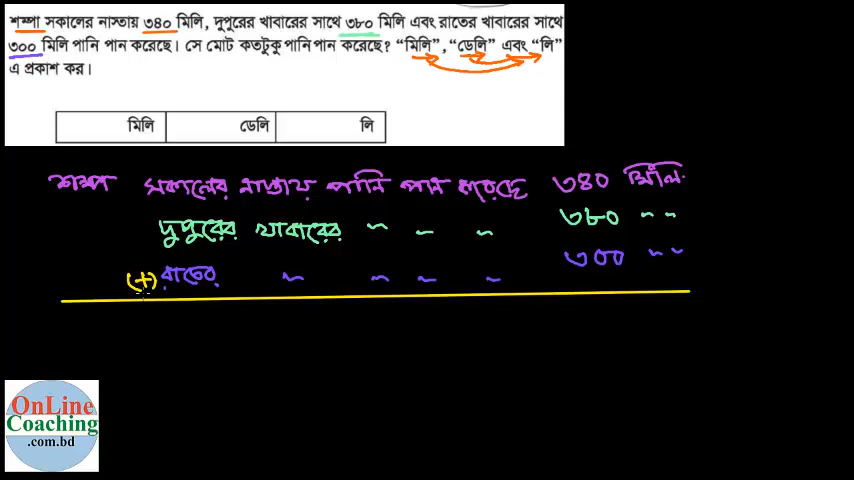 শম্পা সকালের নাস্তায় ৩৪০ মিলি, দুপুরের খাবারের সাথে ৩৮০ মিলি এবং রাতের খাবারের সাথে
৩০০ মিলি পানি পান করেছে। সে মোট কতটুকু পানি পান করেছে? “মিলি”, “ডেলি” এবং “লি”
এ প্রকাশ কর।
মিলি ডেলি লি
শম্পা সকালের নাস্তায় পানি পান করেছে ৩৪০ মিলি
দুপুরের খাবারের " " " ৩৮০ " "
(+) রাতের " " " " ৩০০ " "
OnLine
Coaching
.com.bd